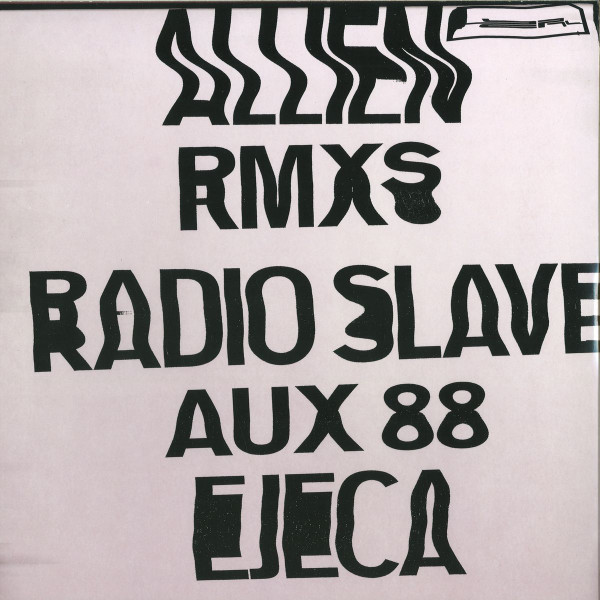 ALLIEN
RMXS
RADIO SLAVE
AUX 88
EJECA